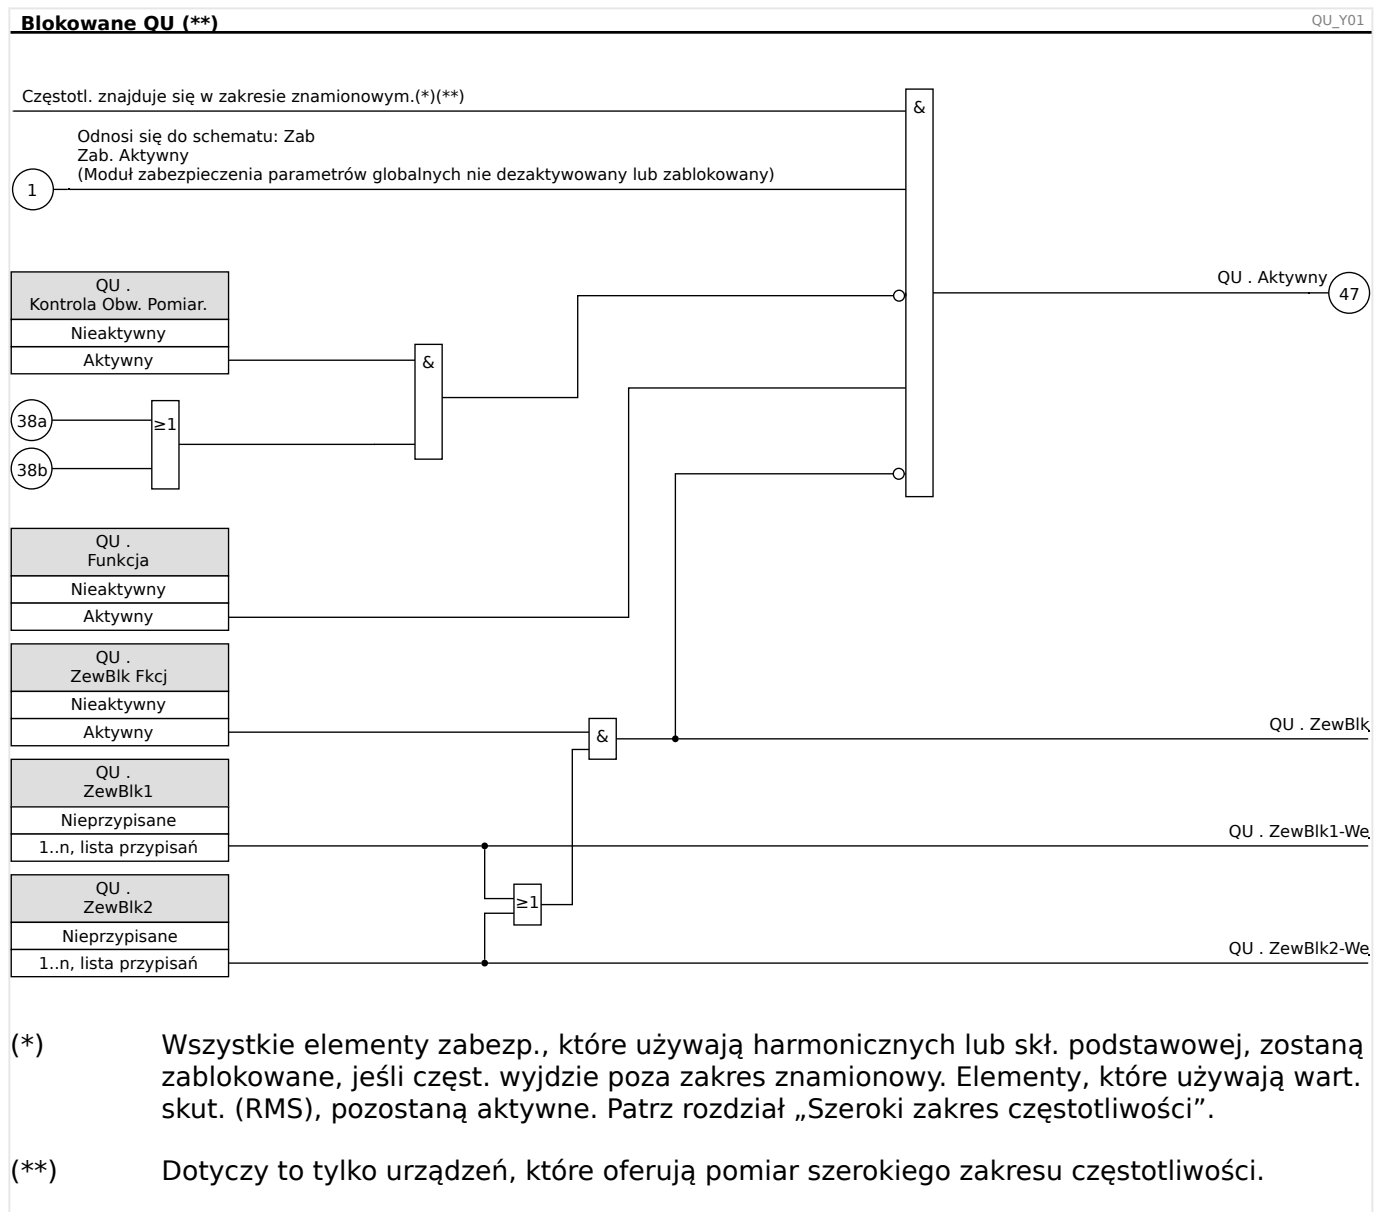 Blokowane QU (**)
QU_Y01
Częstotl. znajduje się w zakresie znamionowym.(*)(**)
&
Odnosi się do schematu: Zab
Zab. Aktywny
(Moduł zabezpieczenia parametrów globalnych nie dezaktywowany lub zablokowany)
1
QU .
Kontrola Obw. Pomiar.
Nieaktywny
Aktywny
&
QU . Aktywny
47
38a
≥1
38b
QU .
Funkcja
Nieaktywny
Aktywny
QU .
ZewBlk Fkcj
Nieaktywny
Aktywny
&
QU . ZewBlk
QU .
ZewBlk1
Nieprzypisane
1..n, lista przypisań
QU . ZewBlk1-We
≥1
QU .
ZewBlk2
Nieprzypisane
1..n, lista przypisań
QU . ZewBlk2-We
(*) Wszystkie elementy zabezp., które używają harmonicznych lub skł. podstawowej, zostaną
zablokowane, jeśli częst. wyjdzie poza zakres znamionowy. Elementy, które używają wart.
skut. (RMS), pozostaną aktywne. Patrz rozdział „Szeroki zakres częstotliwości”.
(**) Dotyczy to tylko urządzeń, które oferują pomiar szerokiego zakresu częstotliwości.